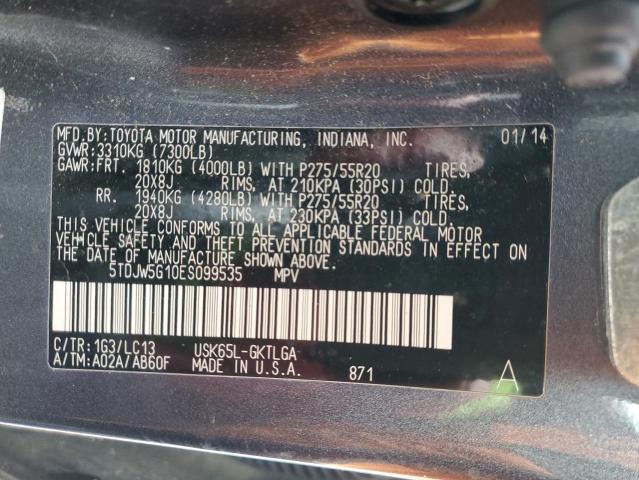 MFD.BY:TOYOTA MOTOR MANUFACTURING, INDIANA, INC. 01/14
GVWR:3310KG (7300LB)
GAWR:FRT. 1810KG (4000LB) WITH P275/55R20 TIRES,
20X8J RIMS, AT 210KPA (30PSI) COLD.
RR. 1940KG (4280LB) WITH P275/55R20 TIRES,
20X8J RIMS, AT 230KPA (33PSI) COLD.
THIS VEHICLE CONFORMS TO ALL APPLICABLE FEDERAL MOTOR
VEHICLE SAFETY AND THEFT PREVENTION STANDARDS IN EFFECT ON
THE DATE OF MANUFACTURE SHOWN ABOVE.
5TDJW5G10ES099535 MPV
C/TR:1G3/LC13 USK65L-GKTLGA
A/TM:A02A/AB60F MADE IN U.S.A. 871 A